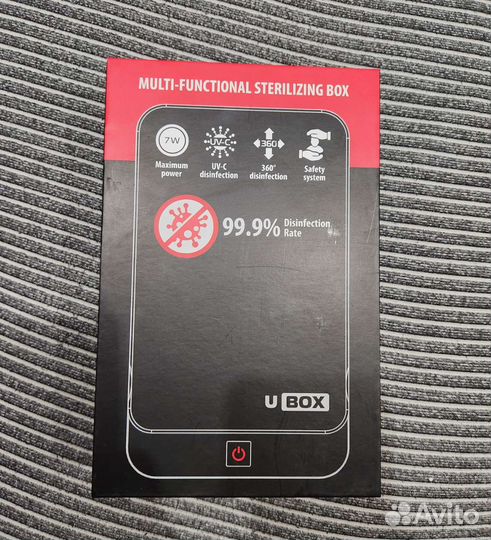 MULTI-FUNCTIONAL STERILIZING BOX
7W
UV-C
360°
Maximum
power
UV-C
disinfection
360°
disinfection
Safety
system
99.9% Disinfection
Rate
U BOX
Avito